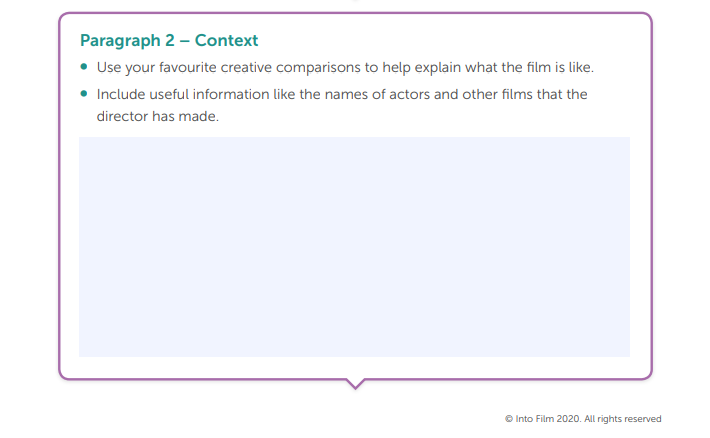 Paragraph 2 – Context
● Use your favourite creative comparisons to help explain what the film is like.
● Include useful information like the names of actors and other films that the
director has made.
© Into Film 2020. All rights reserved